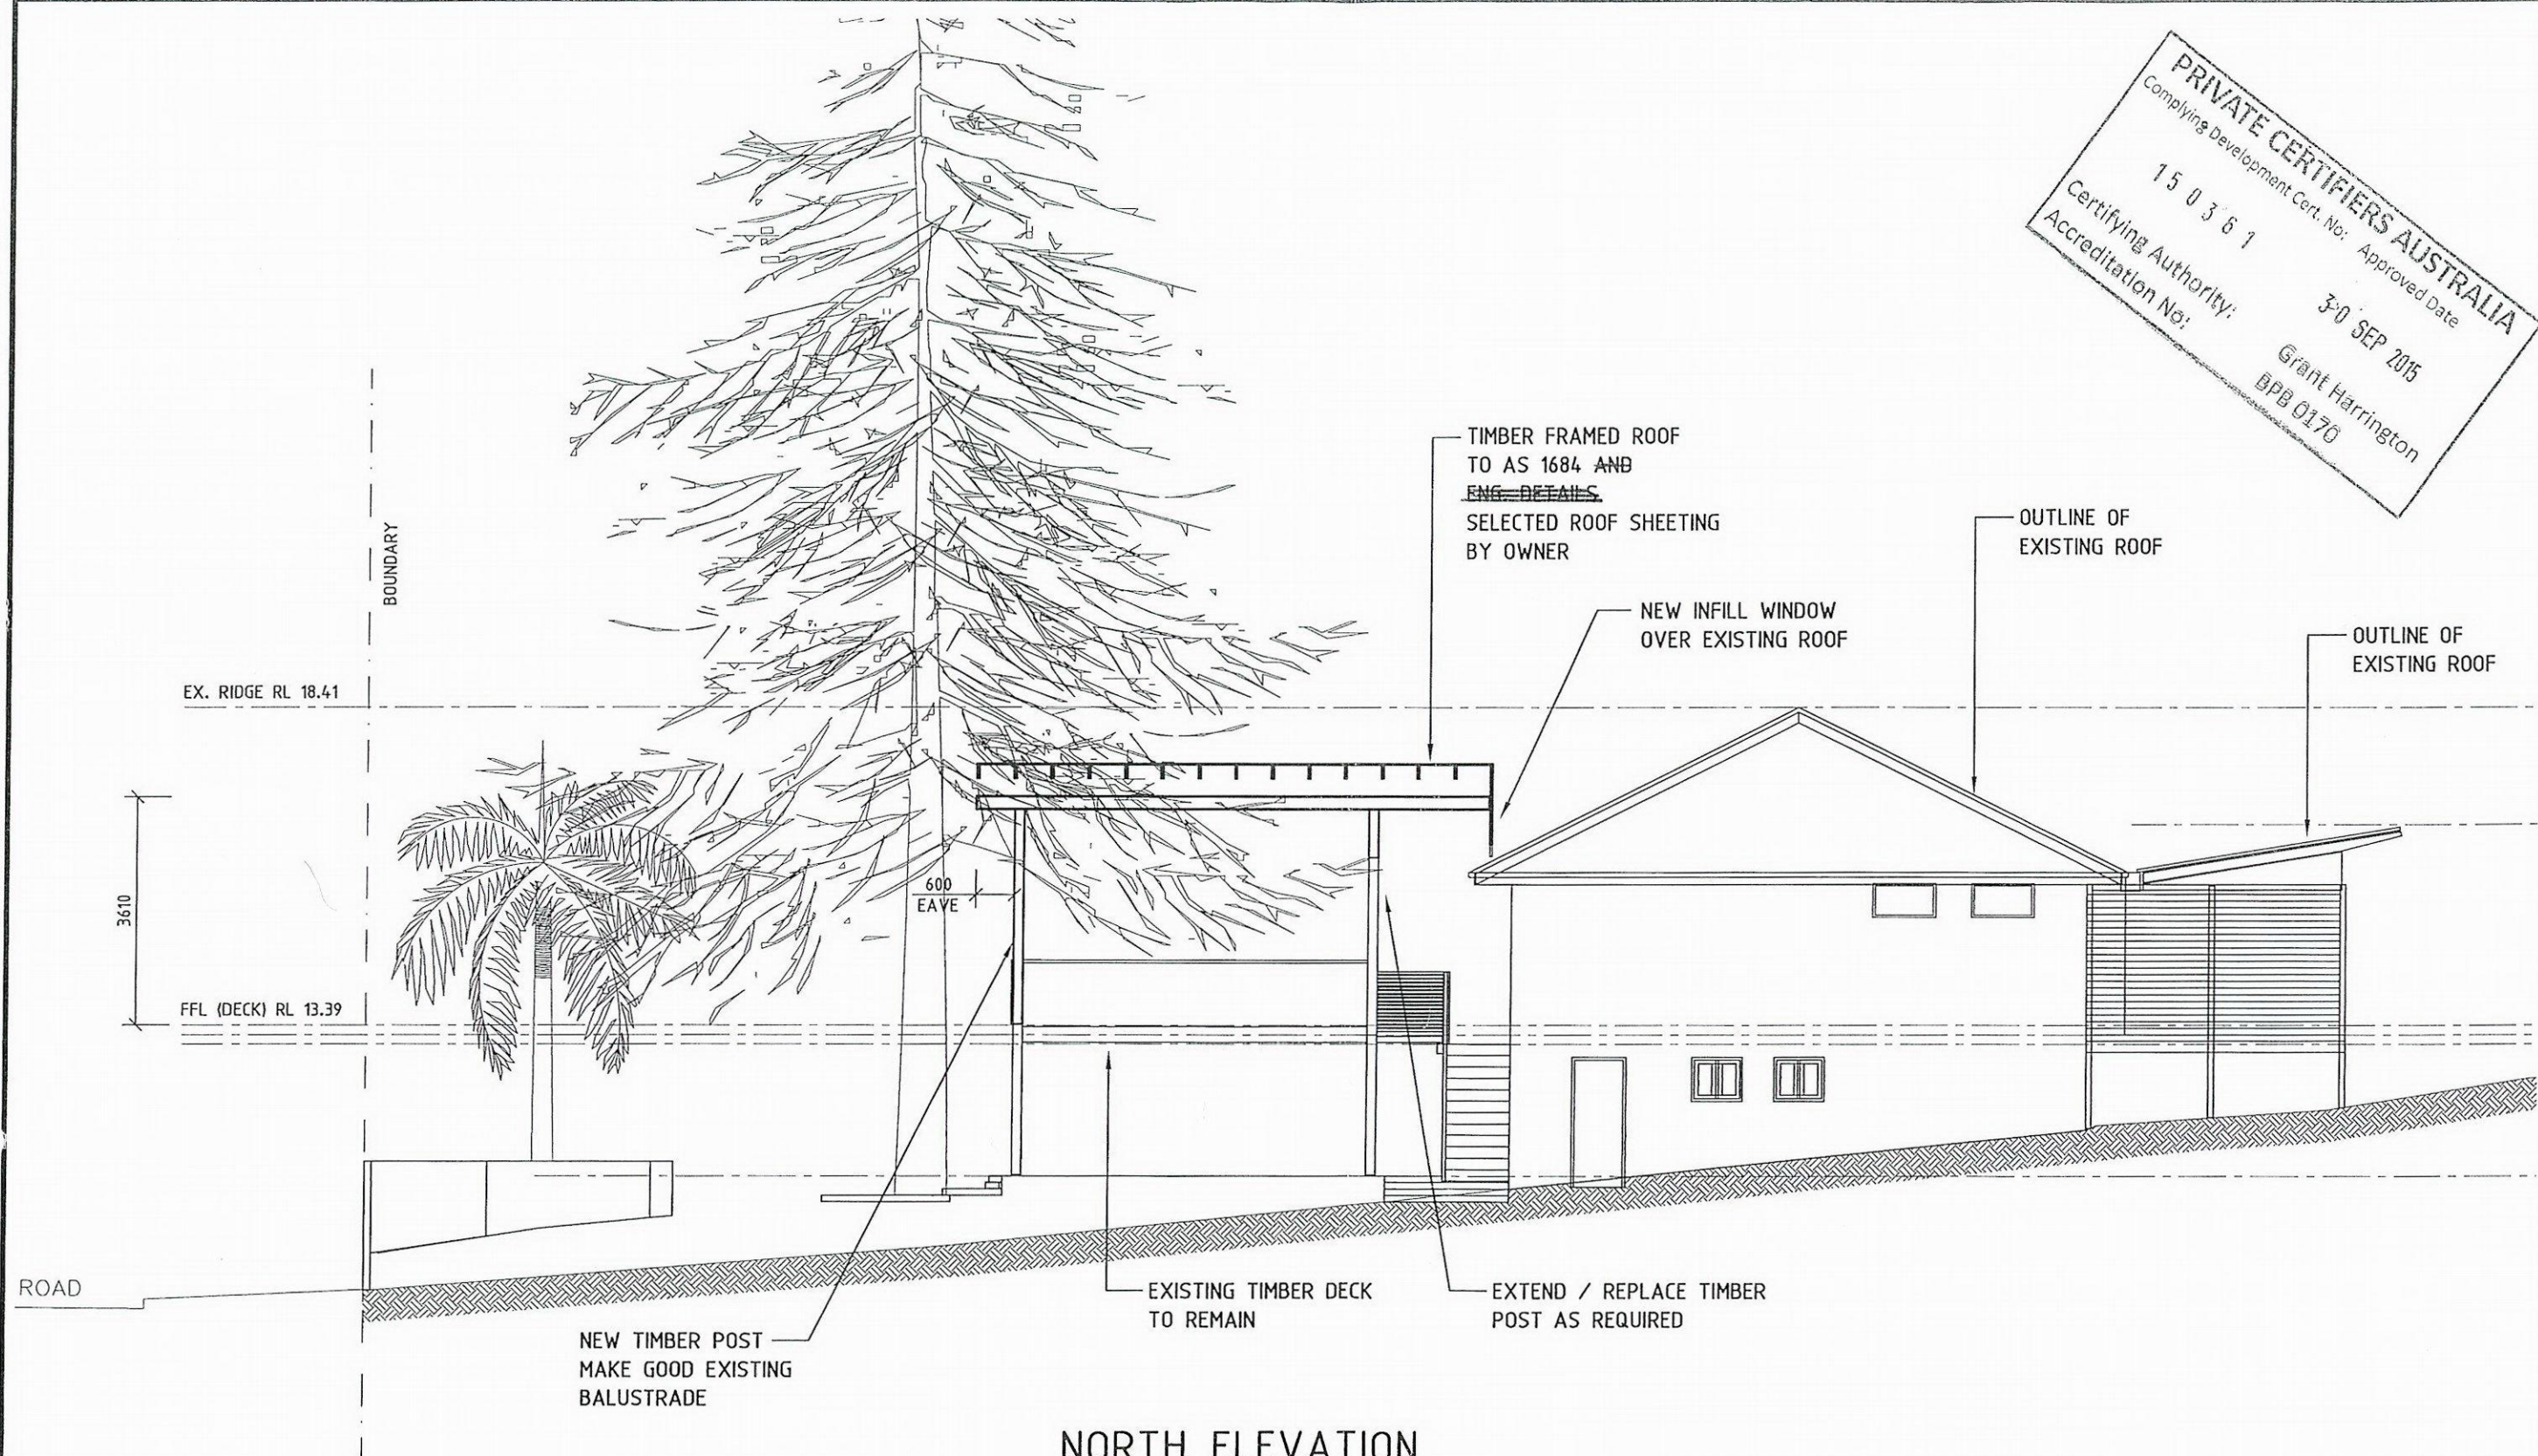 PRIVATE CERTIFIERS AUSTRALIA
Complying Development Cert. No: Approved Date
150361
30 SEP 2015
Certifying Authority: Grant Harrington
Accreditation No: BPB 0170
TIMBER FRAMED ROOF
TO AS 1684 AND
ENG. DETAILS
SELECTED ROOF SHEETING
BY OWNER
OUTLINE OF
EXISTING ROOF
NEW INFILL WINDOW
OVER EXISTING ROOF
OUTLINE OF
EXISTING ROOF
BOUNDARY
EX. RIDGE RL 18.41
3610
600
EAVE
FFL (DECK) RL 13.39
ROAD
EXISTING TIMBER DECK
TO REMAIN
EXTEND / REPLACE TIMBER
POST AS REQUIRED
NEW TIMBER POST
MAKE GOOD EXISTING
BALUSTRADE
NORTH ELEVATION